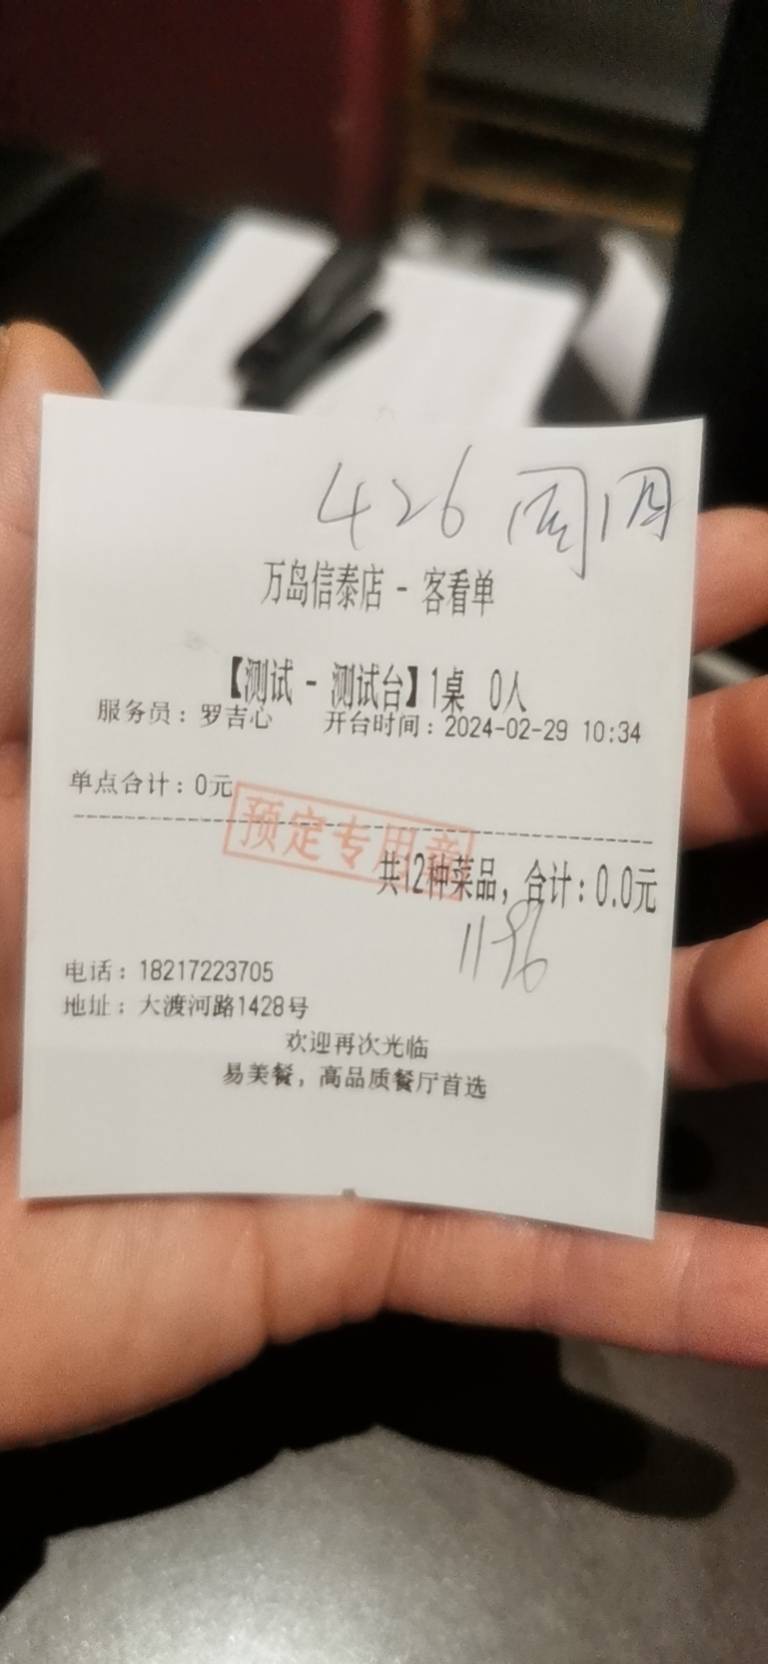 426 周四
万岛信泰店 - 客看单
【测试 - 测试台】1桌 0人
服务员：罗吉心 开台时间：2024-02-29 10:34
单点合计：0元
预定专用章
共12种菜品，合计：0.0元
1196
电话：18217223705
地址：大渡河路1428号
欢迎再次光临
易美餐，高品质餐厅首选